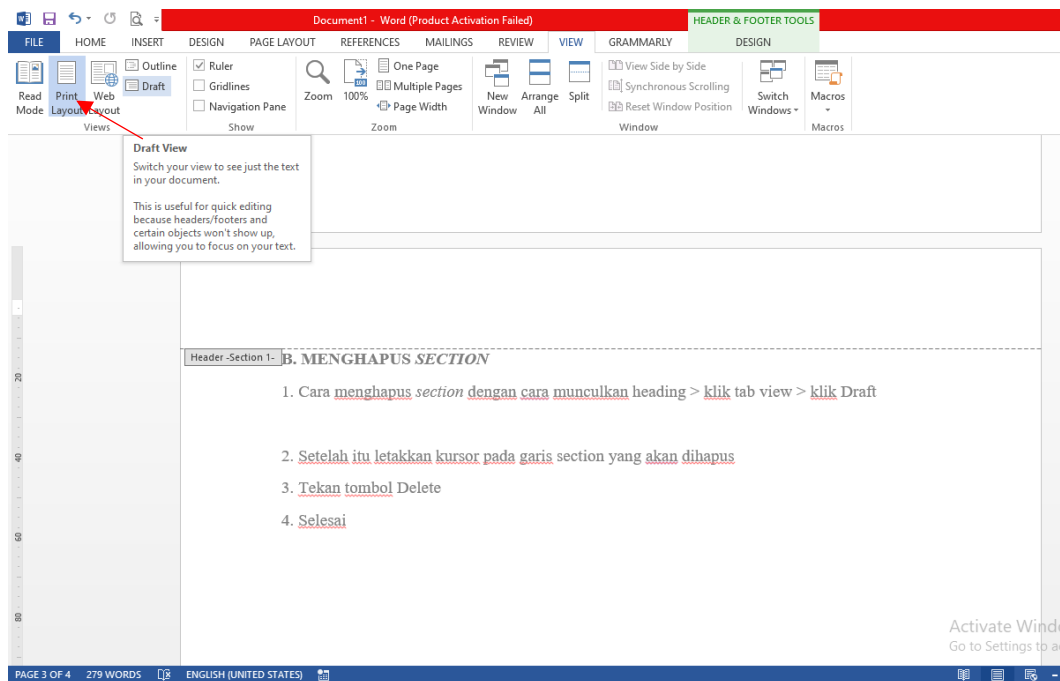 Document1 - Word (Product Activation Failed)
HEADER & FOOTER TOOLS
FILE HOME INSERT DESIGN PAGE LAYOUT REFERENCES MAILINGS REVIEW VIEW GRAMMARLY DESIGN
Read Mode
Print Layout
Web Layout
Outline
Draft
Views
Ruler
Gridlines
Navigation Pane
Show
Zoom
100%
One Page
Multiple Pages
Page Width
Zoom
New Window
Arrange All
Split
View Side by Side
Synchronous Scrolling
Reset Window Position
Window
Switch Windows
Macros
Macros
Draft View
Switch your view to see just the text
in your document.
This is useful for quick editing
because headers/footers and
certain objects won't show up,
allowing you to focus on your text.
Header -Section 1-
B. MENGHAPUS SECTION
1. Cara menghapus section dengan cara munculkan heading > klik tab view > klik Draft
2. Setelah itu letakkan kursor pada garis section yang akan dihapus
3. Tekan tombol Delete
4. Selesai
20
40
60
80
Activate Wind
Go to Settings to a
PAGE 3 OF 4 279 WORDS ENGLISH (UNITED STATES)